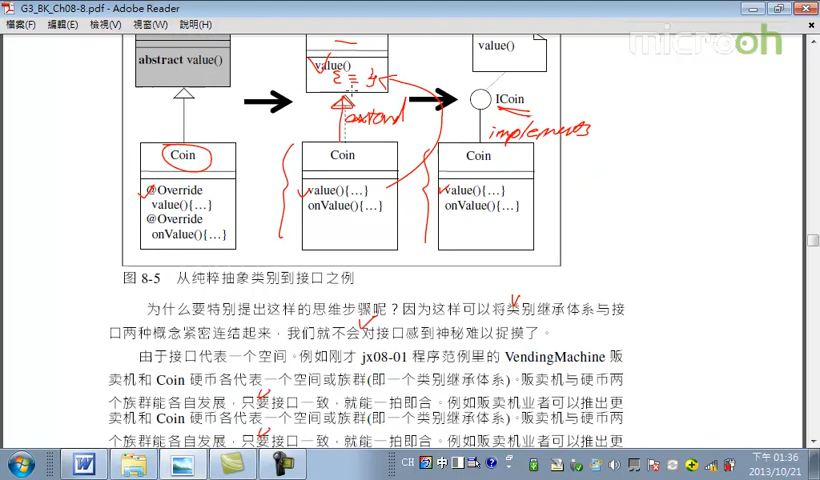 G3_BK_Ch08-8.pdf - Adobe Reader
檔案(F) 編輯(E) 檢視(V) 視窗(W) 說明(H)
microoh
abstract value()
value()
value()
ICoin
extend
implements
Coin
Coin
Coin
@Override
value(){…}
@Override
onValue(){…}
value(){…}
onValue(){…}
value(){…}
onValue(){…}
图 8-5 从纯粹抽象类别到接口之例
为什么要特别提出这样的思维步骤呢？因为这样可以将类别继承体系与接
口两种概念紧密连结起来，我们就不会对接口感到神秘难以捉摸了。
由于接口代表一个空间。例如刚才 jx08-01 程序范例里的 VendingMachine 贩
卖机和 Coin 硬币各代表一个空间或族群(即一个类别继承体系)。贩卖机与硬币两
个族群能各自发展，只要接口一致，就能一拍即合。例如贩卖机业者可以推出更
卖机和 Coin 硬币各代表一个空间或族群(即一个类别继承体系)。贩卖机与硬币两
个族群能各自发展，只要接口一致，就能一拍即合。例如贩卖机业者可以推出更
CH 中
下午 01:36
2013/10/21